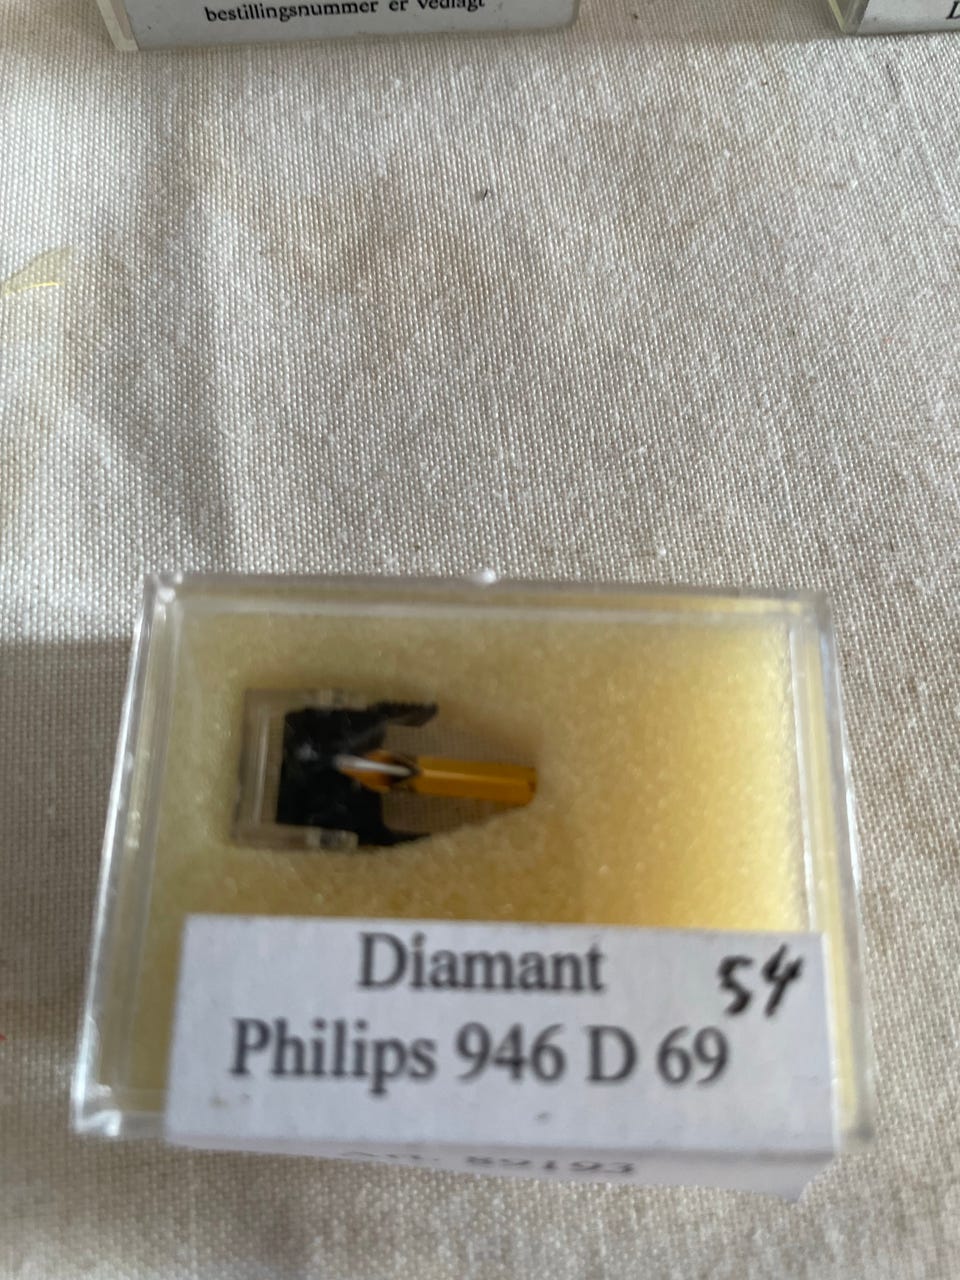 bestillingsnummer er vedlagt
Diamant 54
Philips 946 D 69